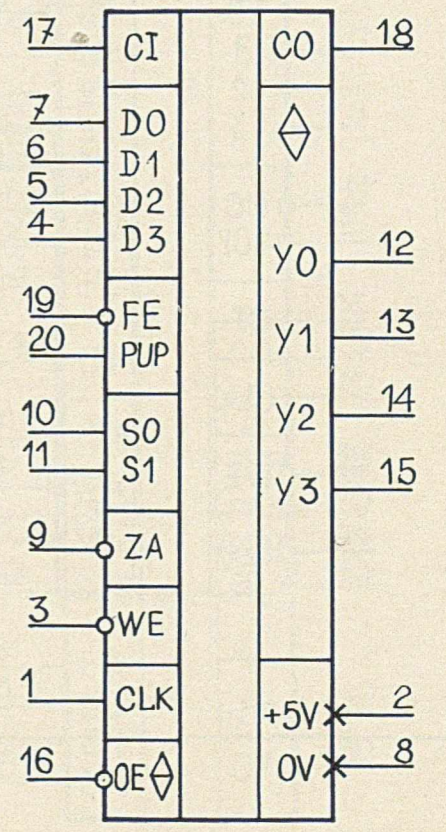 17 CI CO 18
7 D0
6 D1
5 D2
4 D3
Y0 12
19 FE
20 PUP
Y1 13
10 S0
Y2 14
11 S1
Y3 15
9 ZA
3 WE
1 CLK
+5V 2
16 OE
0V 8